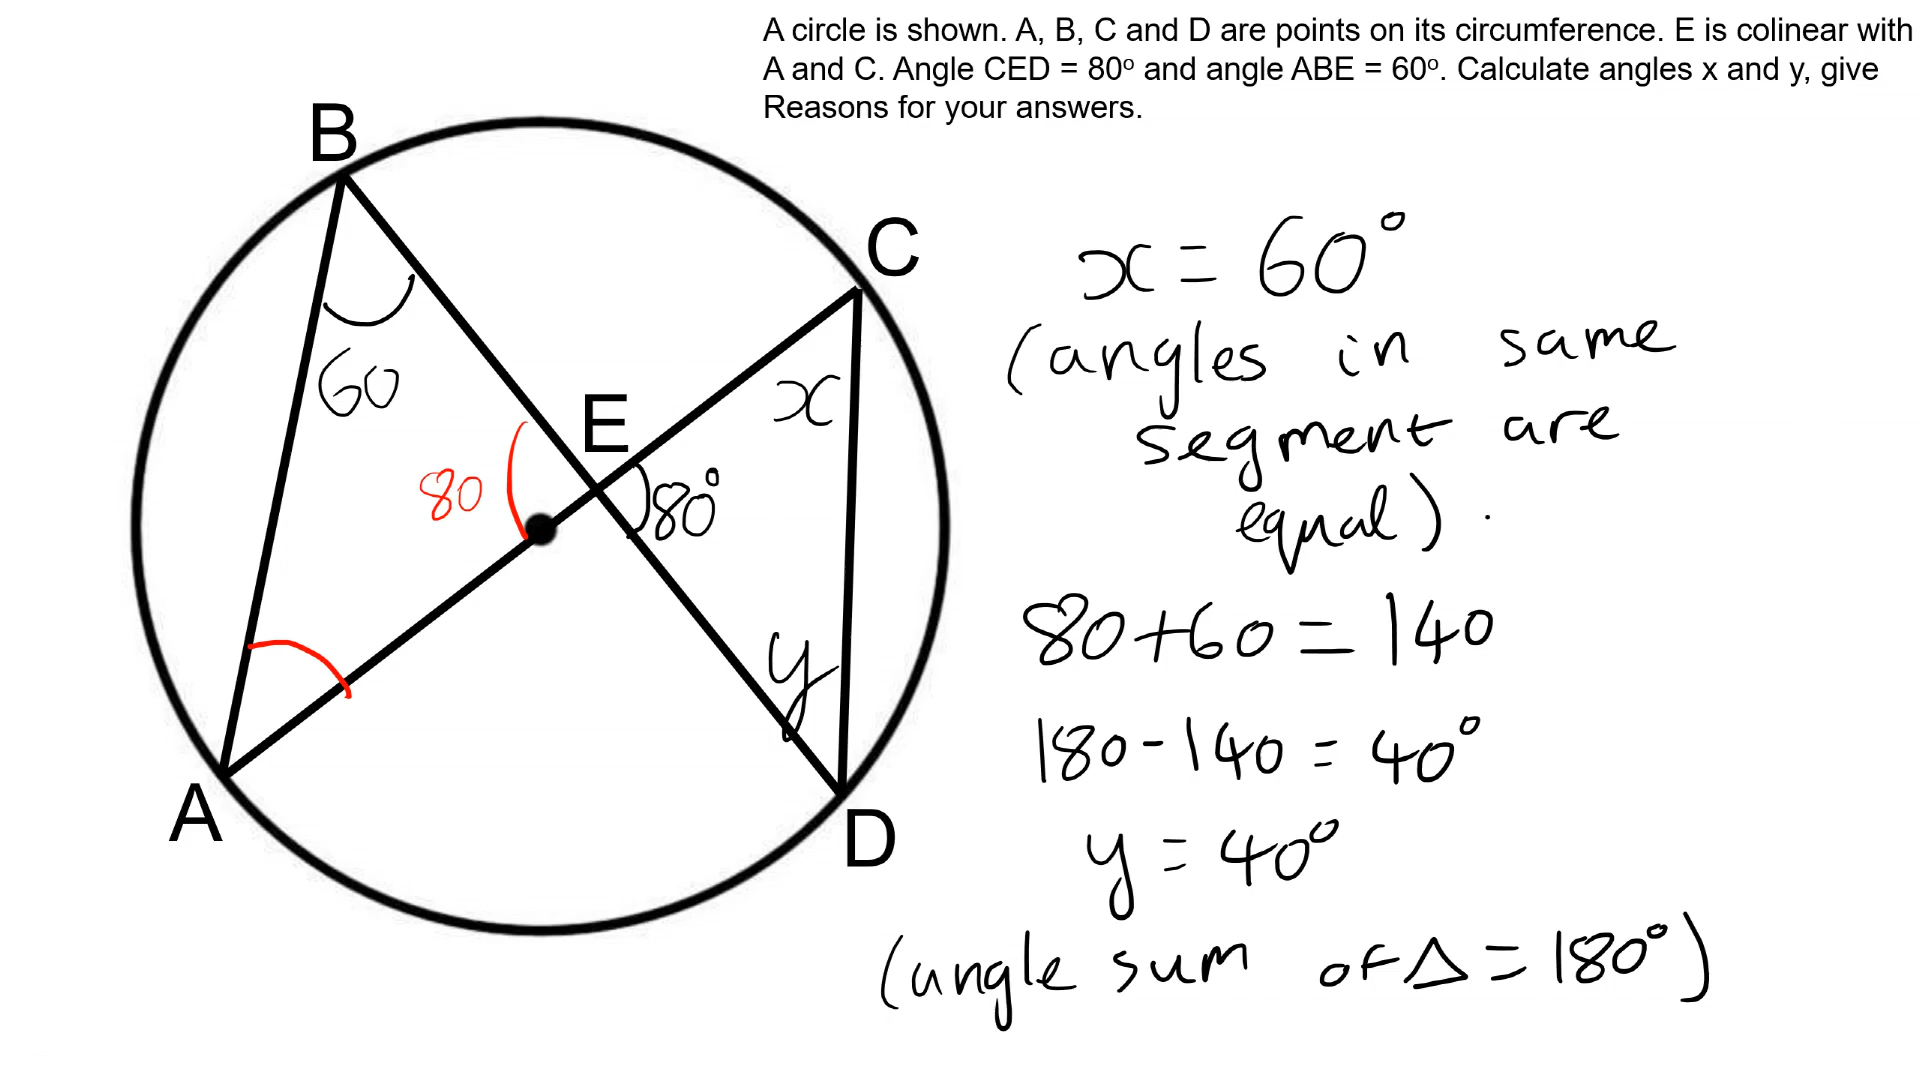 A circle is shown. A, B, C and D are points on its circumference. E is colinear with
A and C. Angle CED = 80º and angle ABE = 60º. Calculate angles x and y, give
Reasons for your answers.
B
C
x = 60°
(angles in same
60
x
E
segment are
80
80°
equal).
80+60 = 140
y
180-140 = 40°
A
D
y = 40°
(angle sum of Δ = 180°)